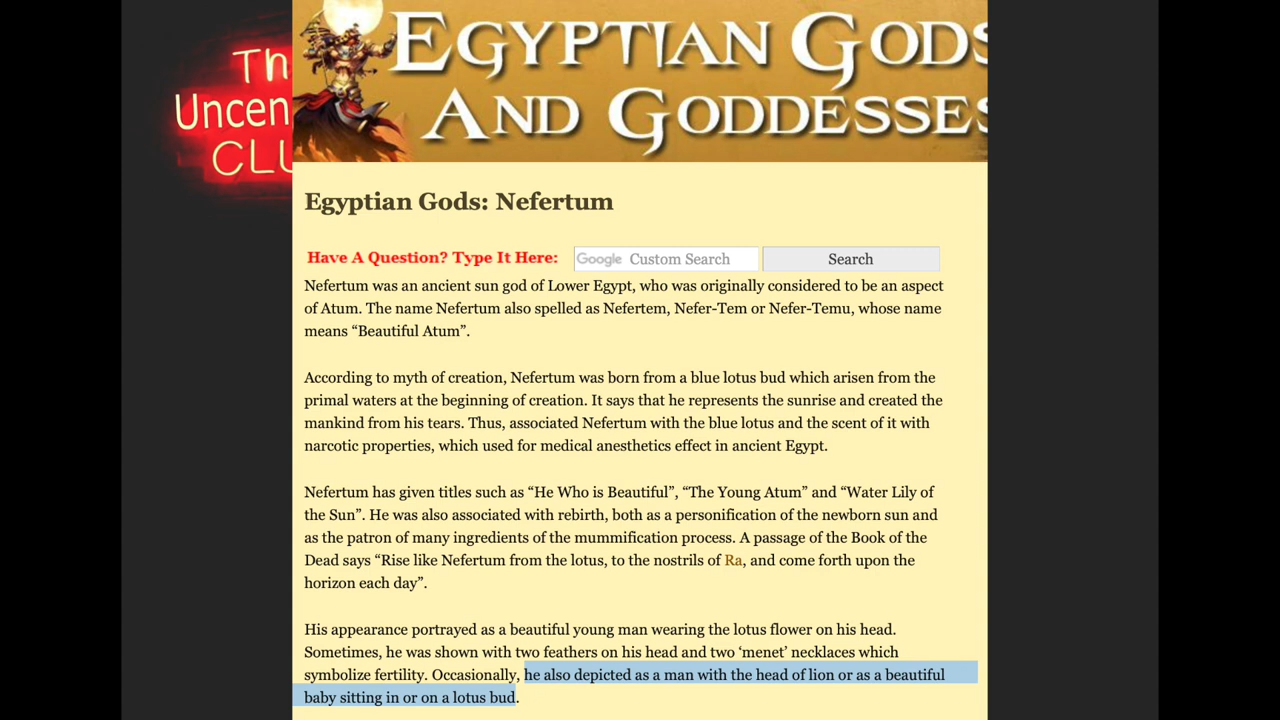 Th
Uncen
CLU
EGYPTIAN GODS
AND GODDESSES
Egyptian Gods: Nefertum
Have A Question? Type It Here:
Google Custom Search
Search
Nefertum was an ancient sun god of Lower Egypt, who was originally considered to be an aspect
of Atum. The name Nefertum also spelled as Nefertem, Nefer-Tem or Nefer-Temu, whose name
means “Beautiful Atum”.
According to myth of creation, Nefertum was born from a blue lotus bud which arisen from the
primal waters at the beginning of creation. It says that he represents the sunrise and created the
mankind from his tears. Thus, associated Nefertum with the blue lotus and the scent of it with
narcotic properties, which used for medical anesthetics effect in ancient Egypt.
Nefertum has given titles such as “He Who is Beautiful”, “The Young Atum” and “Water Lily of
the Sun”. He was also associated with rebirth, both as a personification of the newborn sun and
as the patron of many ingredients of the mummification process. A passage of the Book of the
Dead says “Rise like Nefertum from the lotus, to the nostrils of Ra, and come forth upon the
horizon each day”.
His appearance portrayed as a beautiful young man wearing the lotus flower on his head.
Sometimes, he was shown with two feathers on his head and two ‘menet’ necklaces which
symbolize fertility. Occasionally, he also depicted as a man with the head of lion or as a beautiful
baby sitting in or on a lotus bud.